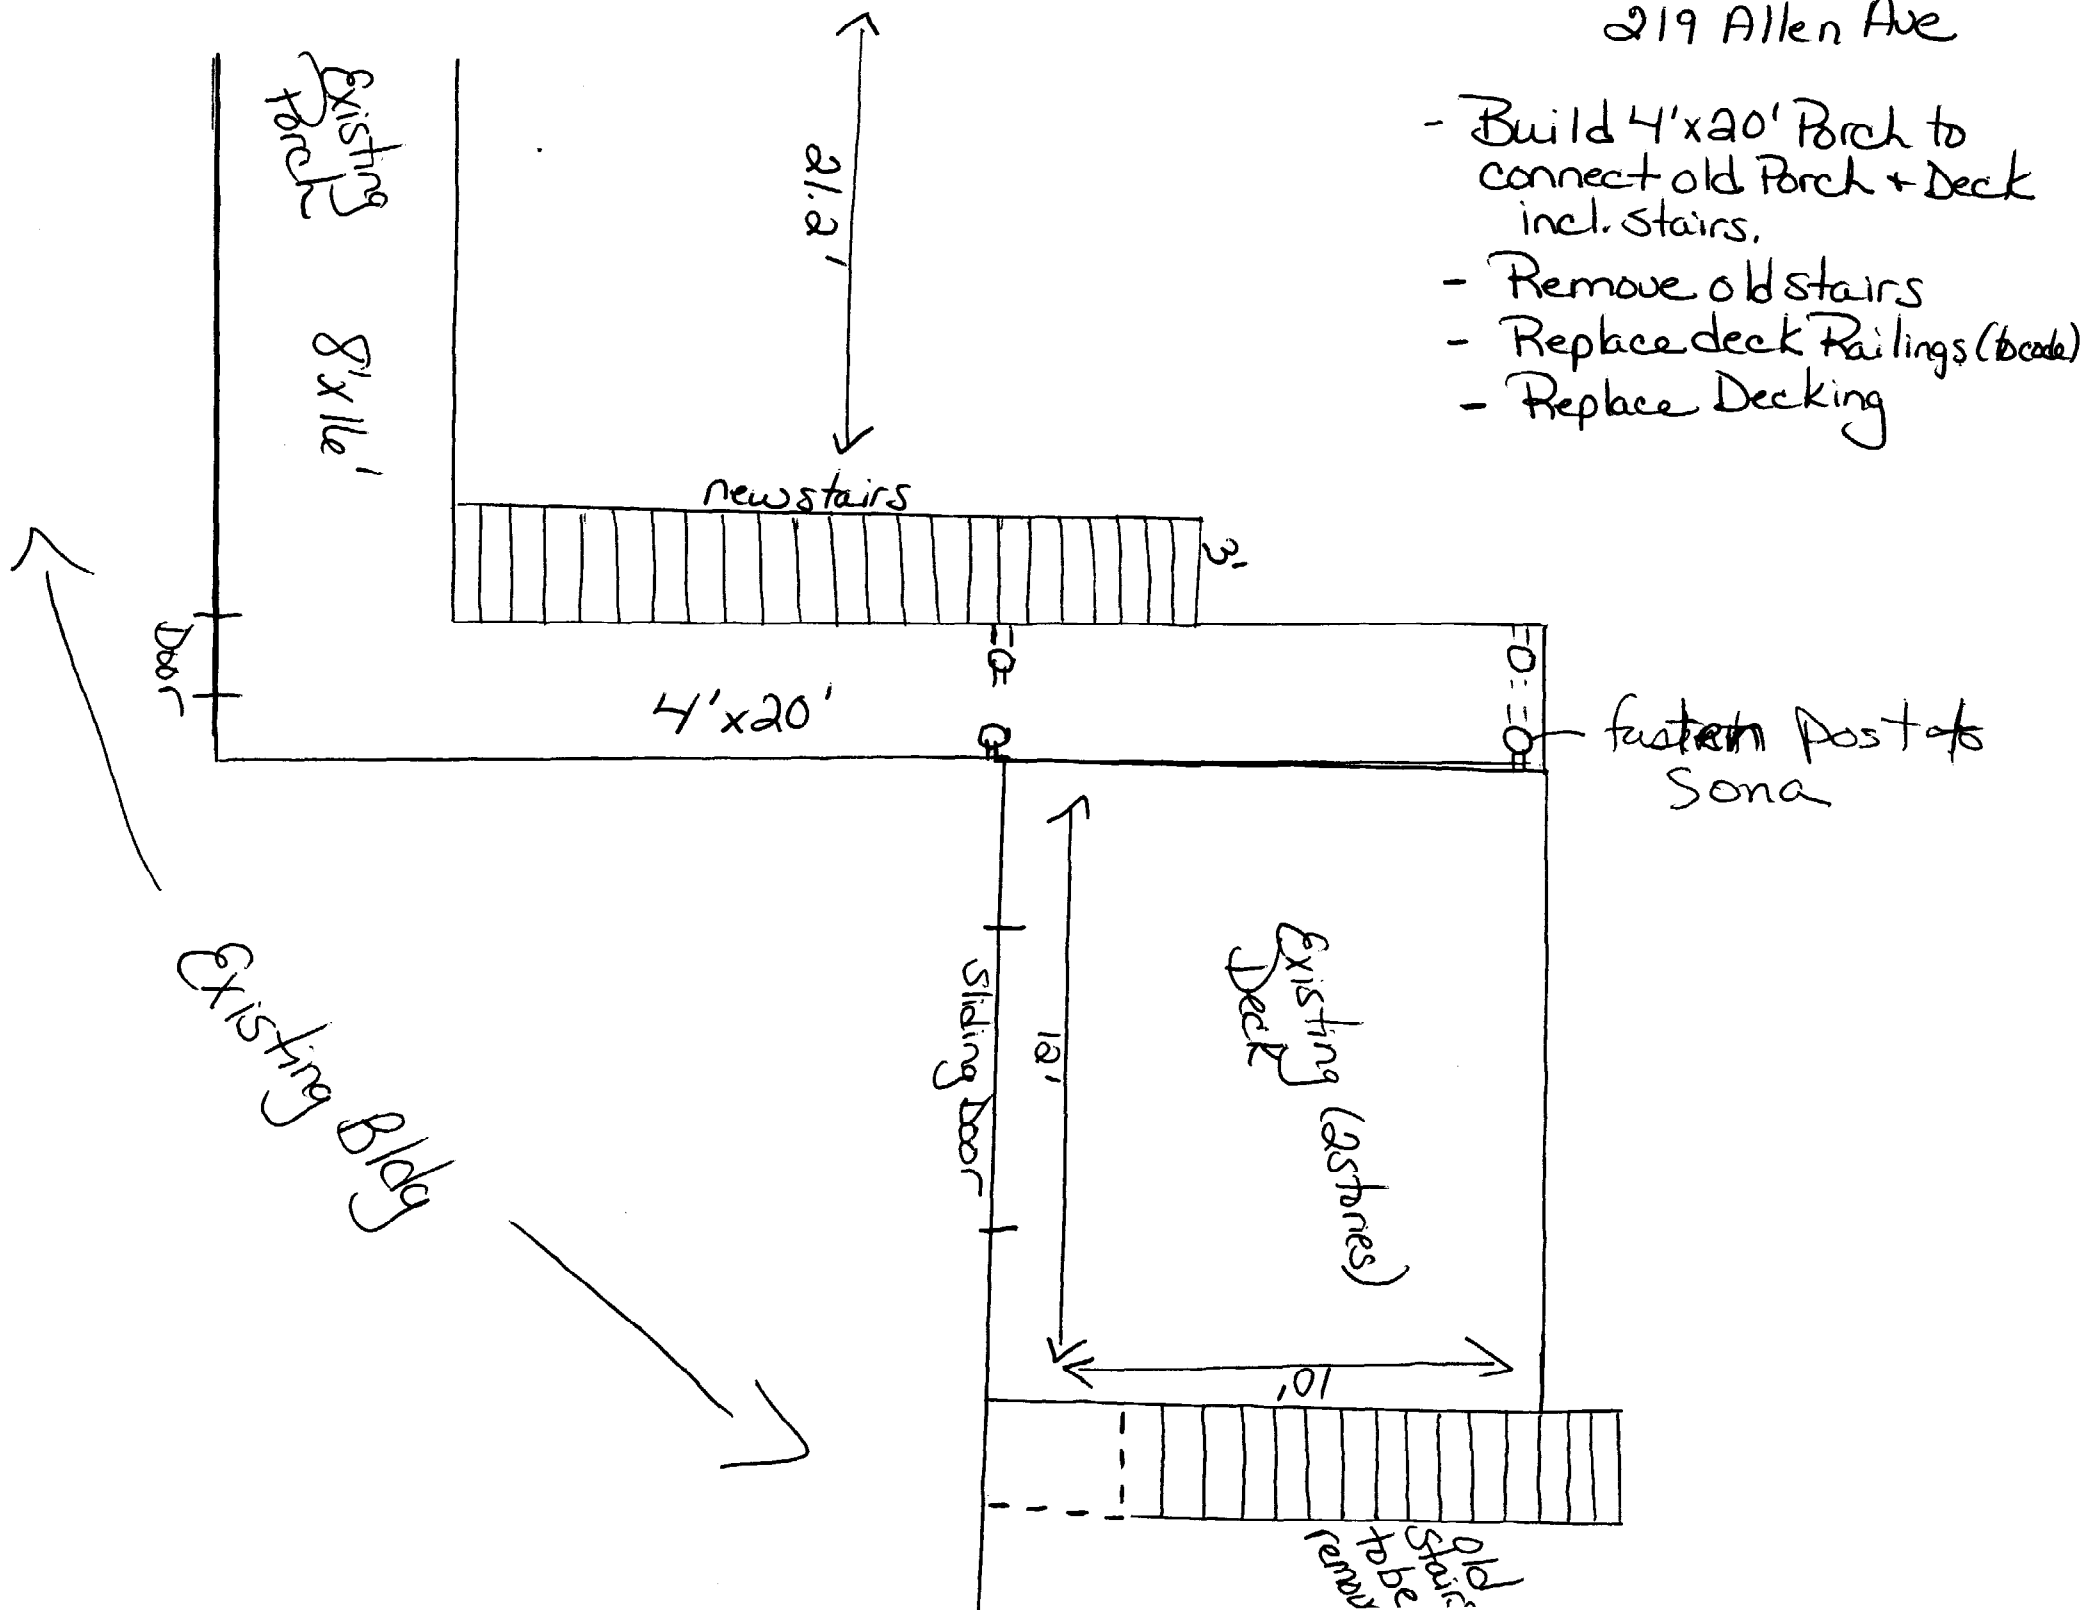 219 Allen Ave
- Build 4'x20' Porch to
connect old Porch + Deck
incl. stairs.
- Remove old stairs
- Replace deck Railings (to code)
- Replace Decking
Existing
Porch
8'x16'
21.2'
new stairs
3'
Door
4'x20'
fasten post to
Sona
Existing Bldg
Sliding Door
12'
Existing (2 stories)
Deck
10'
old
stairs
to be
remov